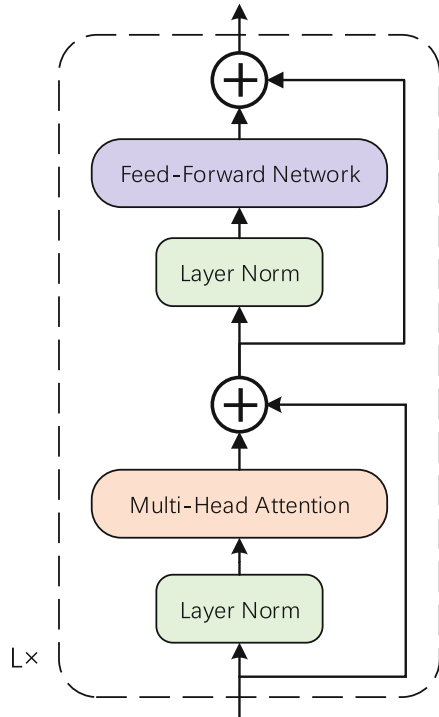 Feed-Forward Network
Layer Norm
Multi-Head Attention
Layer Norm
L×